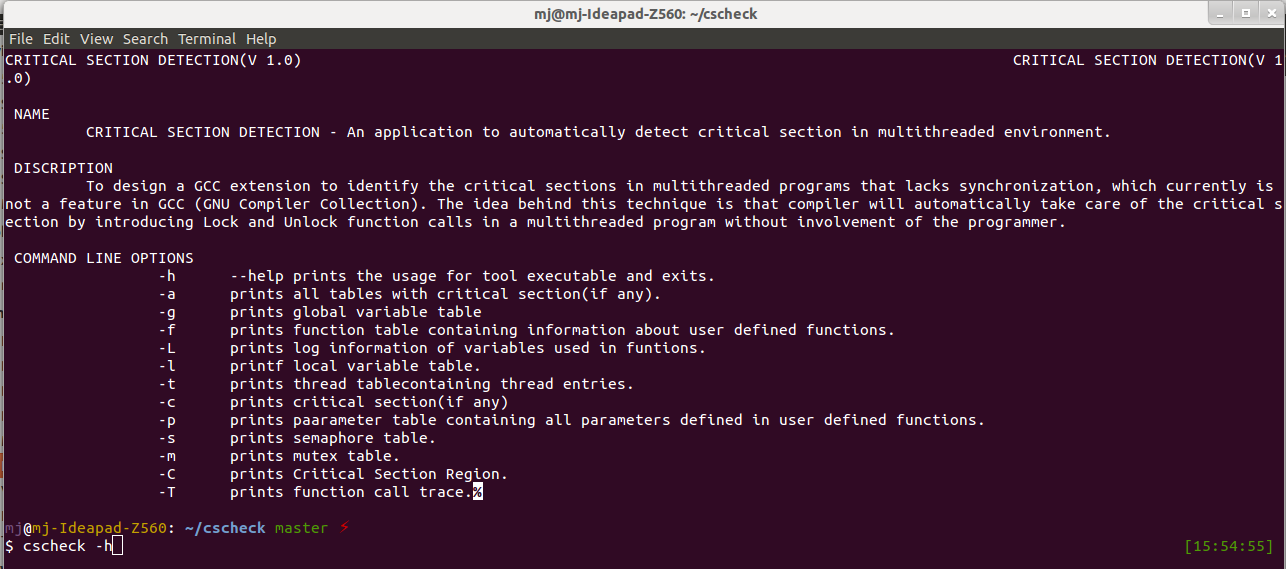 mj@mj-Ideapad-Z560: ~/cscheck
File Edit View Search Terminal Help
CRITICAL SECTION DETECTION(V 1.0) CRITICAL SECTION DETECTION(V 1
.0)
NAME
CRITICAL SECTION DETECTION - An application to automatically detect critical section in multithreaded environment.
DISCRIPTION
To design a GCC extension to identify the critical sections in multithreaded programs that lacks synchronization, which currently is
not a feature in GCC (GNU Compiler Collection). The idea behind this technique is that compiler will automatically take care of the critical s
ection by introducing Lock and Unlock function calls in a multithreaded program without involvement of the programmer.
COMMAND LINE OPTIONS
-h --help prints the usage for tool executable and exits.
-a prints all tables with critical section(if any).
-g prints global variable table
-f prints function table containing information about user defined functions.
-L prints log information of variables used in funtions.
-l printf local variable table.
-t prints thread tablecontaining thread entries.
-c prints critical section(if any)
-p prints paarameter table containing all parameters defined in user defined functions.
-s prints semaphore table.
-m prints mutex table.
-C prints Critical Section Region.
-T prints function call trace.%
mj@mj-Ideapad-Z560: ~/cscheck master ⚡
$ cscheck -h [15:54:55]